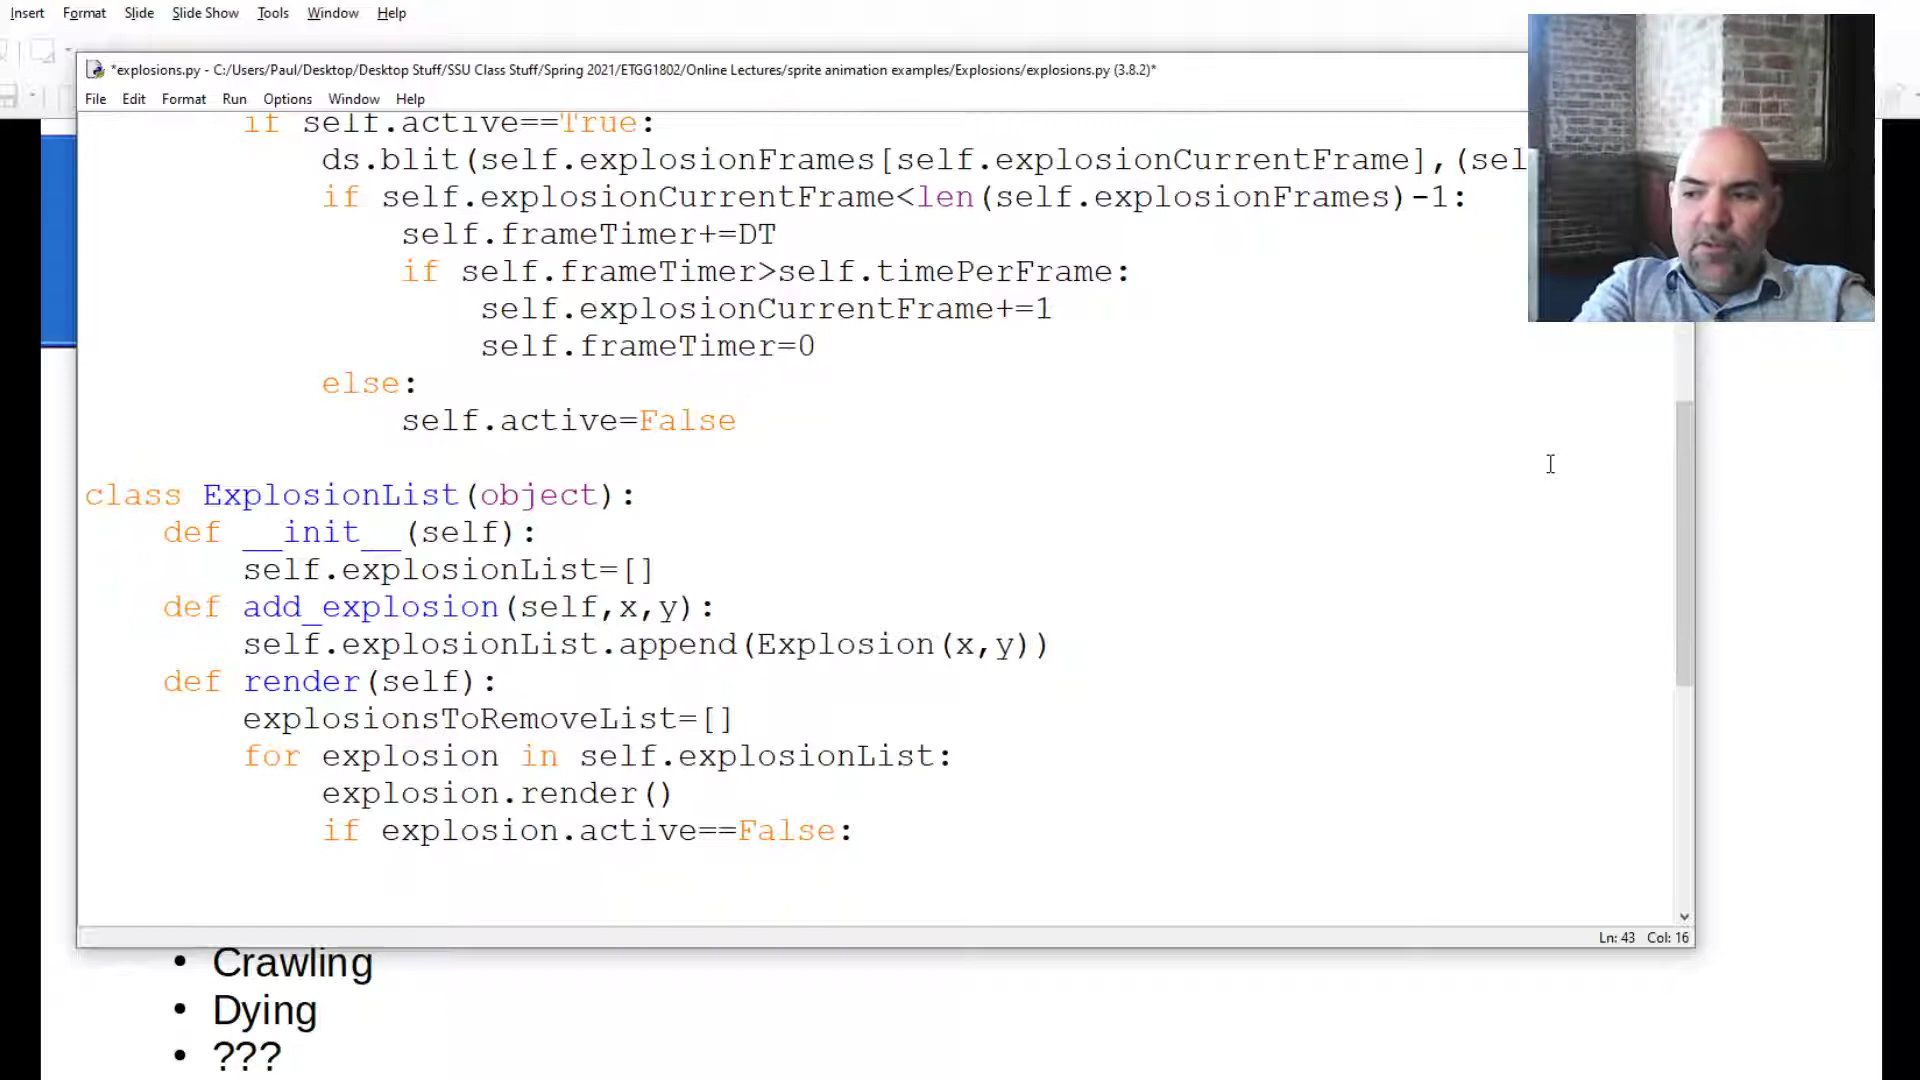 Insert Format Slide Slide Show Tools Window Help
*explosions.py - C:/Users/Paul/Desktop/Desktop Stuff/SSU Class Stuff/Spring 2021/ETGG1802/Online Lectures/sprite animation examples/Explosions/explosions.py (3.8.2)*
File Edit Format Run Options Window Help
if self.active==True:
ds.blit(self.explosionFrames[self.explosionCurrentFrame],(sel
if self.explosionCurrentFrame<len(self.explosionFrames)-1:
self.frameTimer+=DT
if self.frameTimer>self.timePerFrame:
self.explosionCurrentFrame+=1
self.frameTimer=0
else:
self.active=False
class ExplosionList(object):
def __init__(self):
self.explosionList=[]
def add_explosion(self,x,y):
self.explosionList.append(Explosion(x,y))
def render(self):
explosionsToRemoveList=[]
for explosion in self.explosionList:
explosion.render()
if explosion.active==False:
Ln: 43 Col: 16
• Crawling
• Dying
• ???